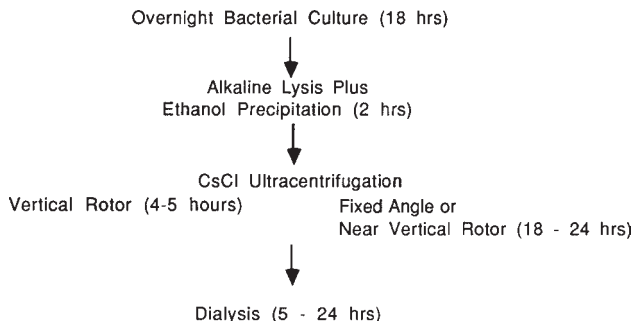 Overnight Bacterial Culture (18 hrs)
Alkaline Lysis Plus
Ethanol Precipitation (2 hrs)
CsCl Ultracentrifugation
Vertical Rotor (4-5 hours)
Fixed Angle or
Near Vertical Rotor (18 - 24 hrs)
Dialysis (5 - 24 hrs)